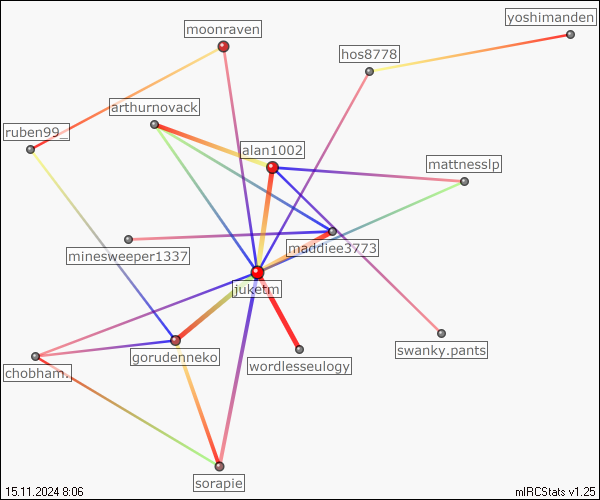 yoshimanden
moonraven
hos8778
arthurnovack
ruben99_
alan1002
mattnesslp
maddiee3773
minesweeper1337
juketm
swanky.pants
gorudenneko
wordlesseulogy
chobham.
sorapie
15.11.2024 8:06
mIRCStats v1.25